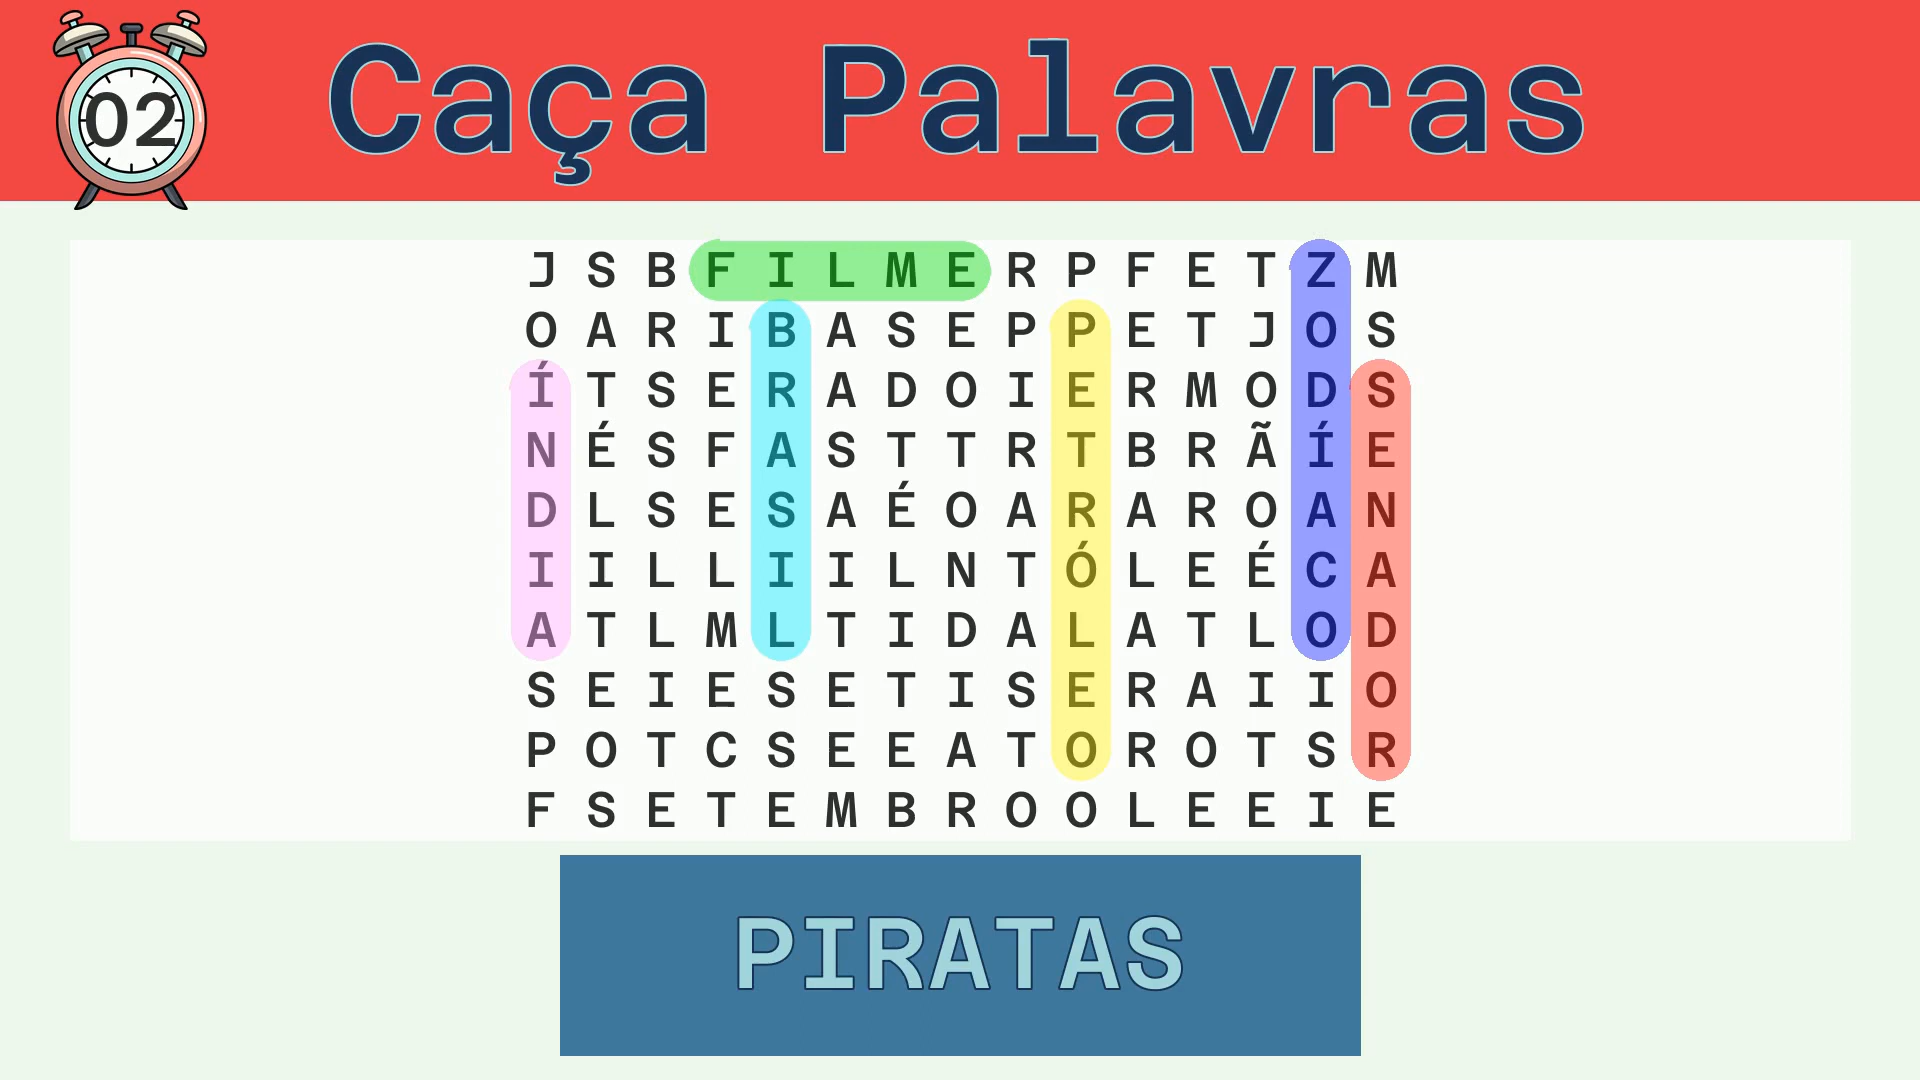 02
Caça Palavras
J S B F I L M E R P F E T Z M
O A R I B A S E P P E T J O S
Í T S E R A D O I E R M O D S
N É S F A S T T R T B R Ã Í E
D L S E S A É O A R A R O A N
I I L L I I L N T Ó L E É C A
A T L M L T I D A L A T L O D
S E I E S E T I S E R A I I O
P O T C S E E A T O R O T S R
F S E T E M B R O O L E E I E
PIRATAS